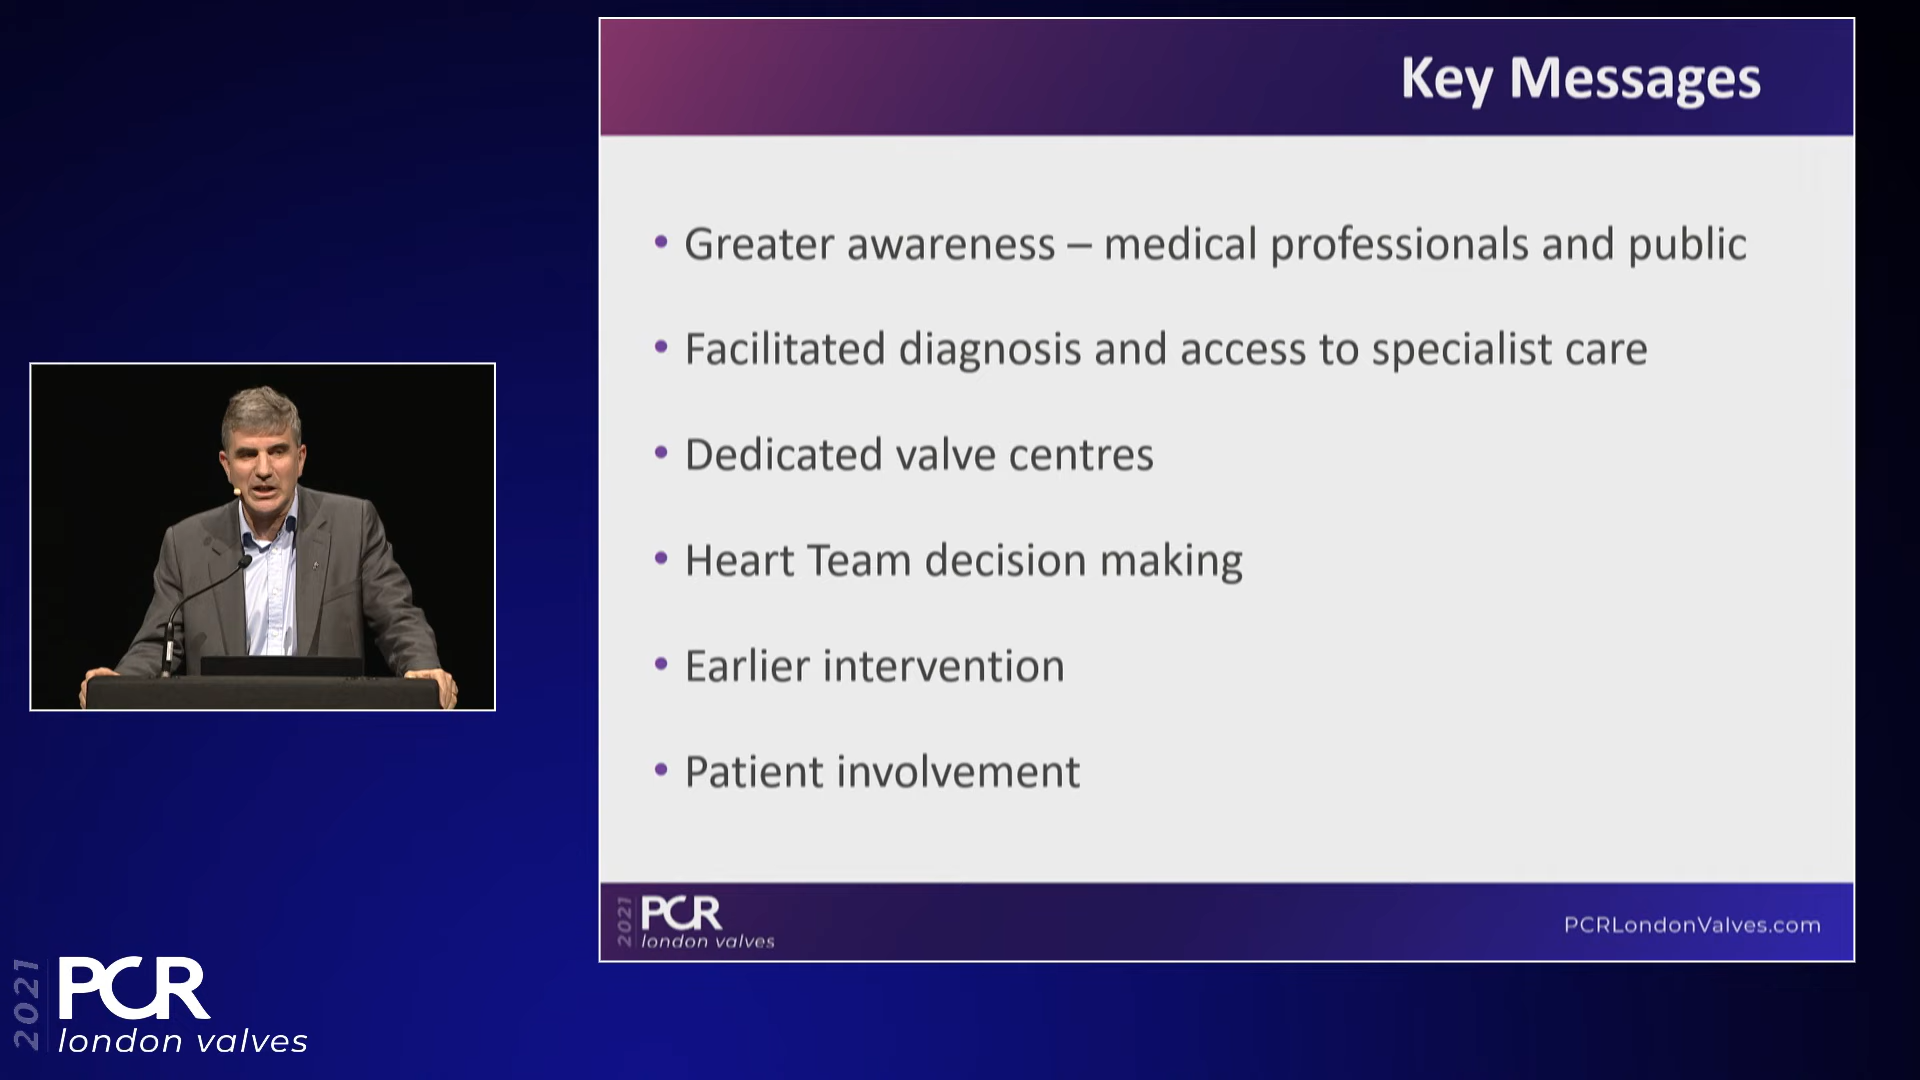 Key Messages
• Greater awareness – medical professionals and public
• Facilitated diagnosis and access to specialist care
• Dedicated valve centres
• Heart Team decision making
• Earlier intervention
• Patient involvement
2021
PCR
london valves
PCRLondonValves.com
2021
PCR
london valves